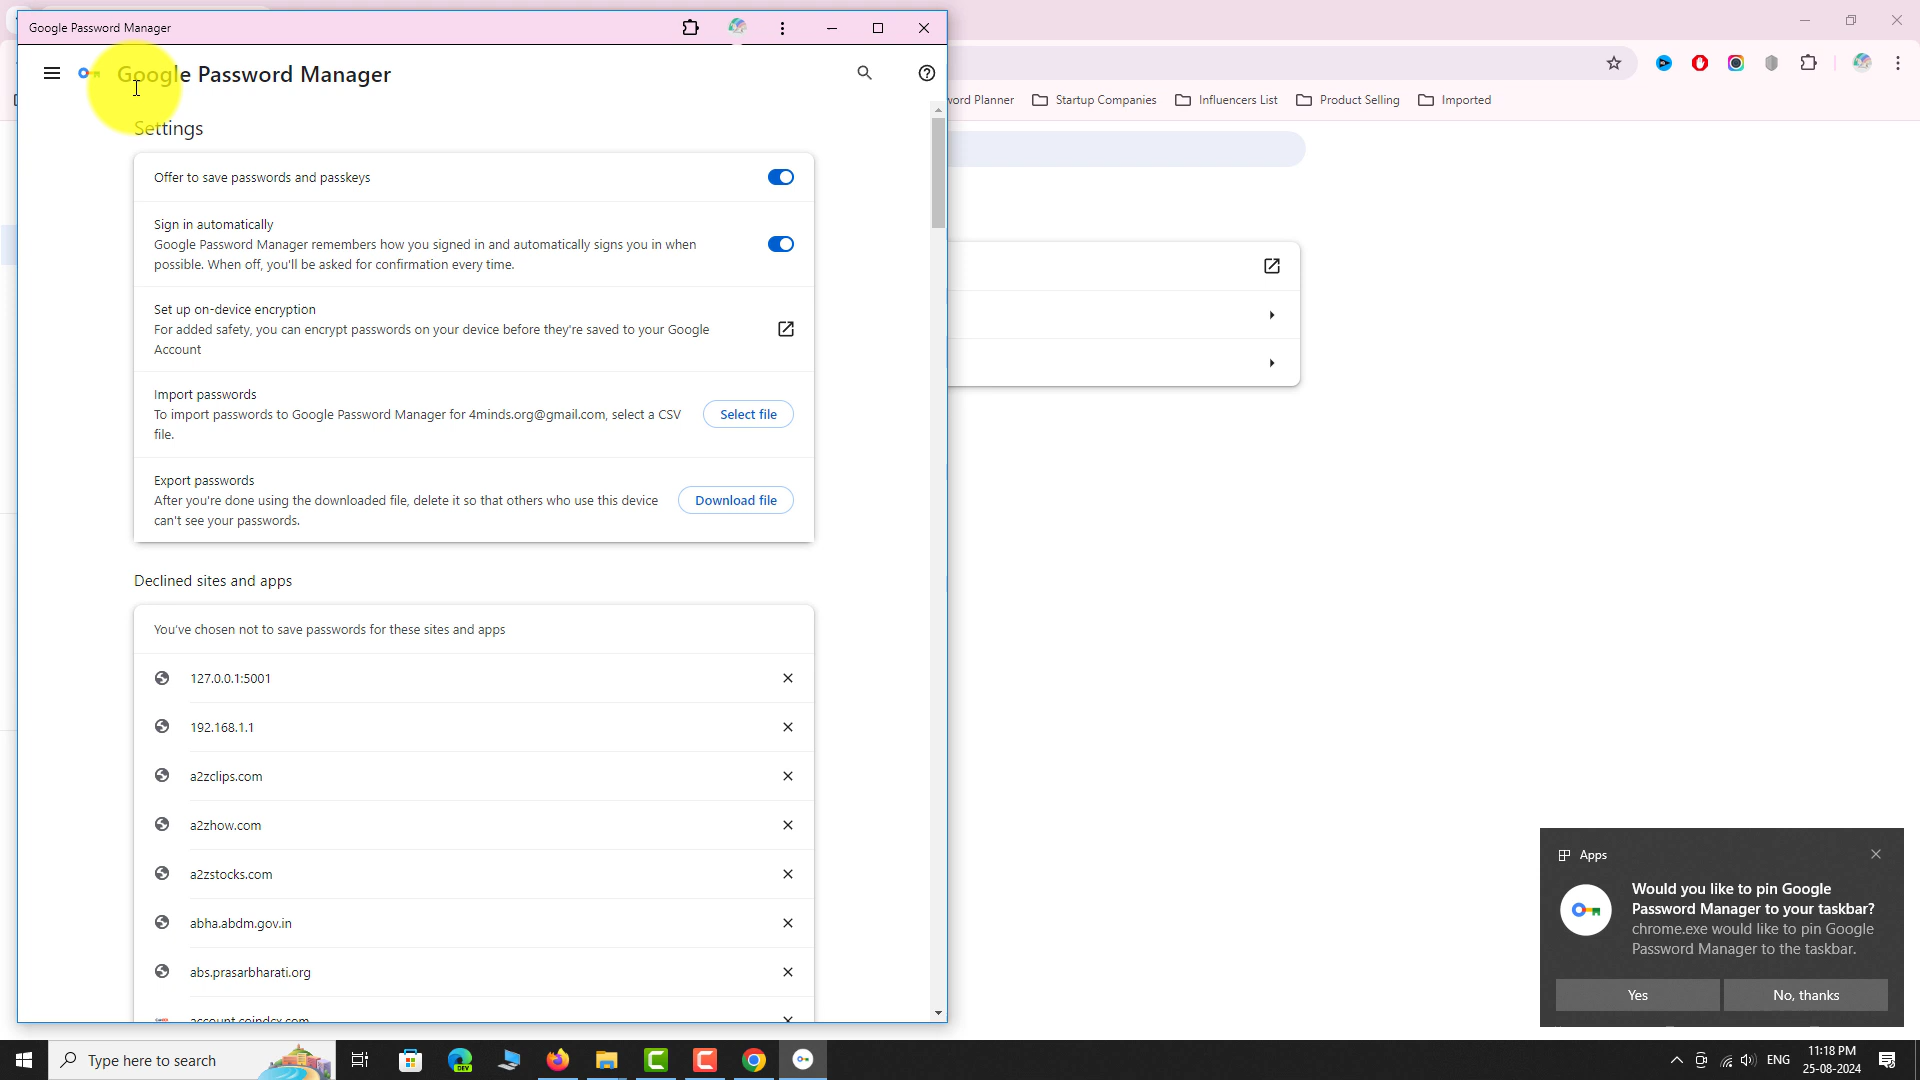 Google Password Manager
Google Password Manager
Settings
Offer to save passwords and passkeys
Sign in automatically
Google Password Manager remembers how you signed in and automatically signs you in when
possible. When off, you'll be asked for confirmation every time.
Set up on-device encryption
For added safety, you can encrypt passwords on your device before they're saved to your Google
Account
Import passwords
To import passwords to Google Password Manager for 4minds.org@gmail.com, select a CSV
file.
Select file
Export passwords
After you're done using the downloaded file, delete it so that others who use this device
can't see your passwords.
Download file
Declined sites and apps
You've chosen not to save passwords for these sites and apps
127.0.0.1:5001
192.168.1.1
a2zclips.com
a2zhow.com
a2zstocks.com
abha.abdm.gov.in
abs.prasarbharati.org
account.coindcx.com
word Planner
Startup Companies
Influencers List
Product Selling
Imported
Apps
Would you like to pin Google
Password Manager to your taskbar?
chrome.exe would like to pin Google
Password Manager to the taskbar.
Yes
No, thanks
Type here to search
DEV
ENG
11:18 PM
25-08-2024